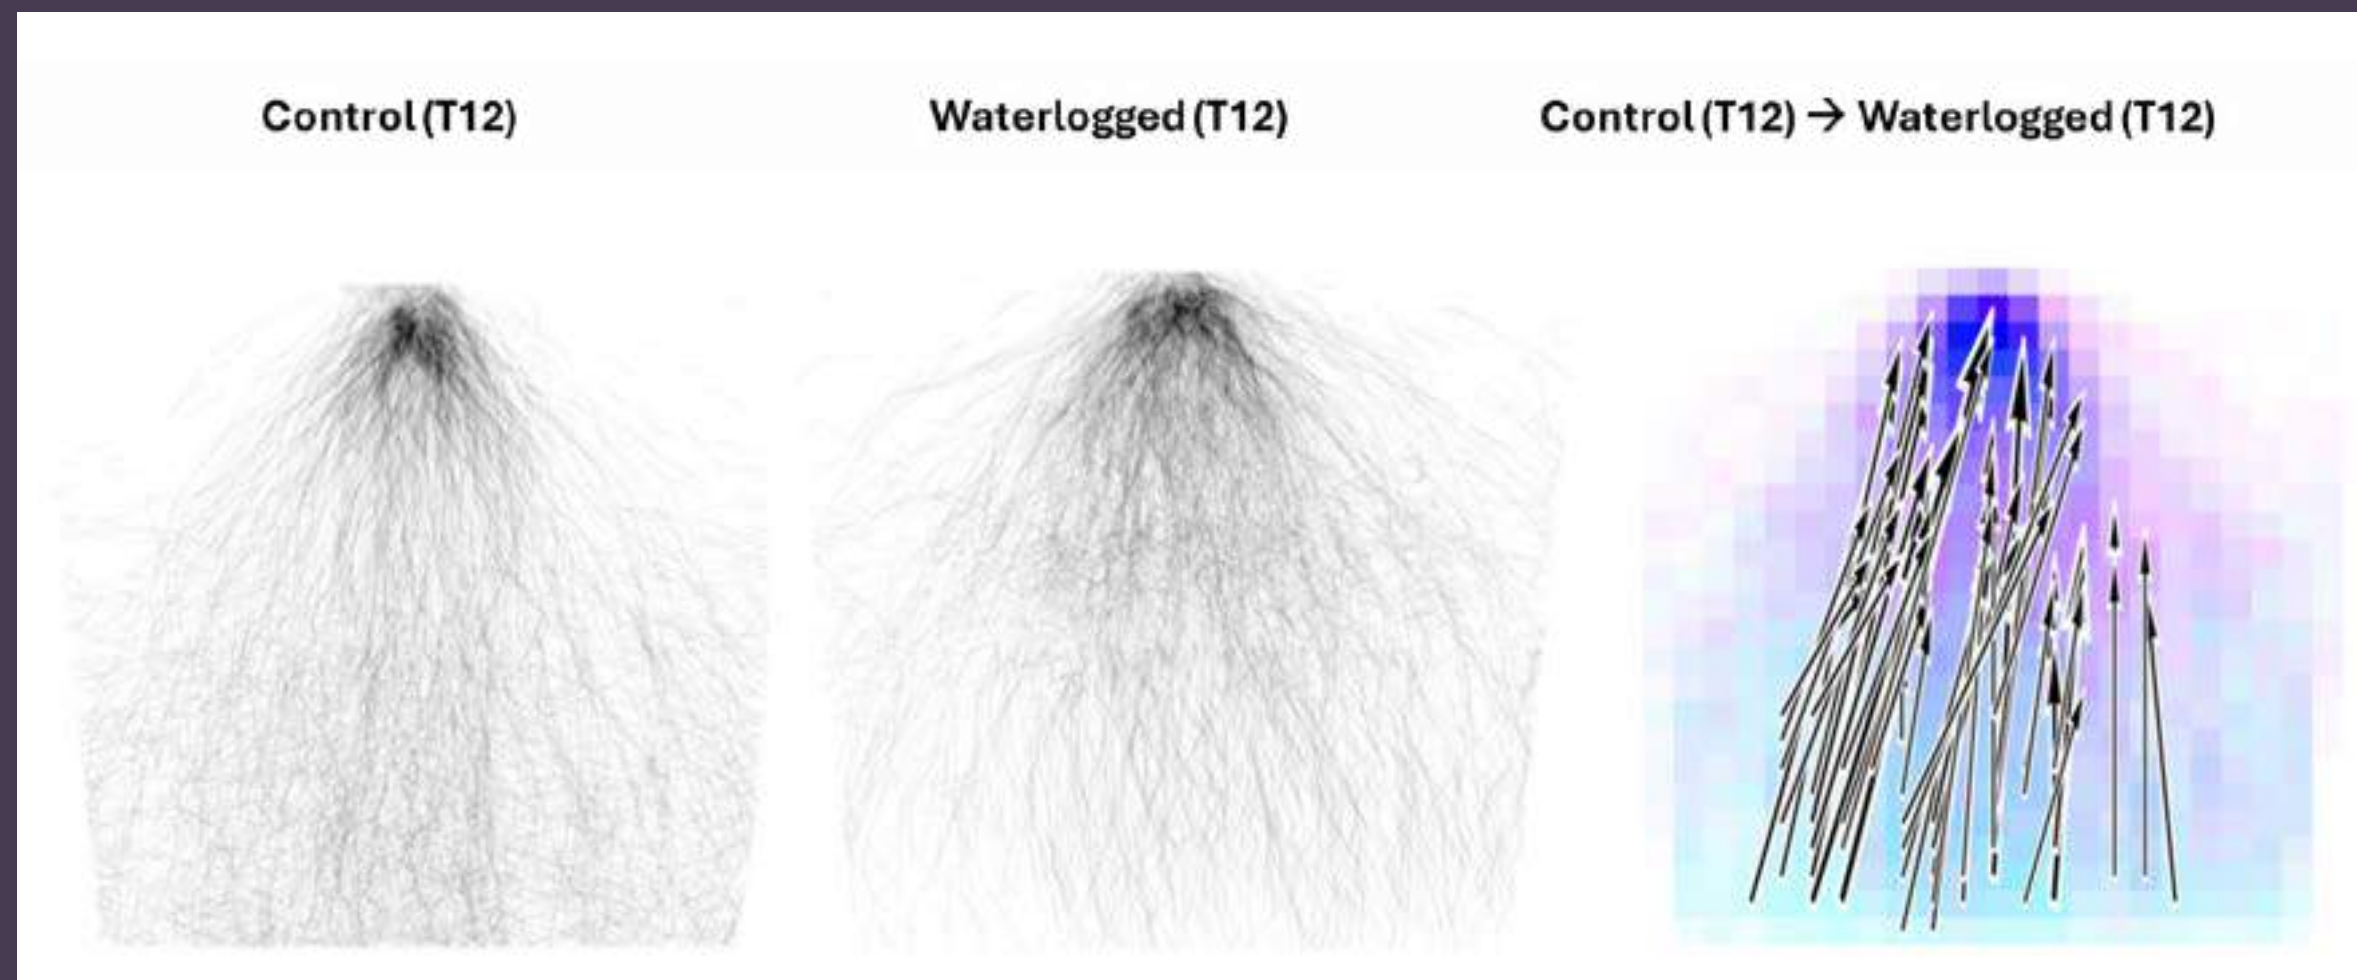 Control (T12)
Waterlogged (T12)
Control (T12) → Waterlogged (T12)